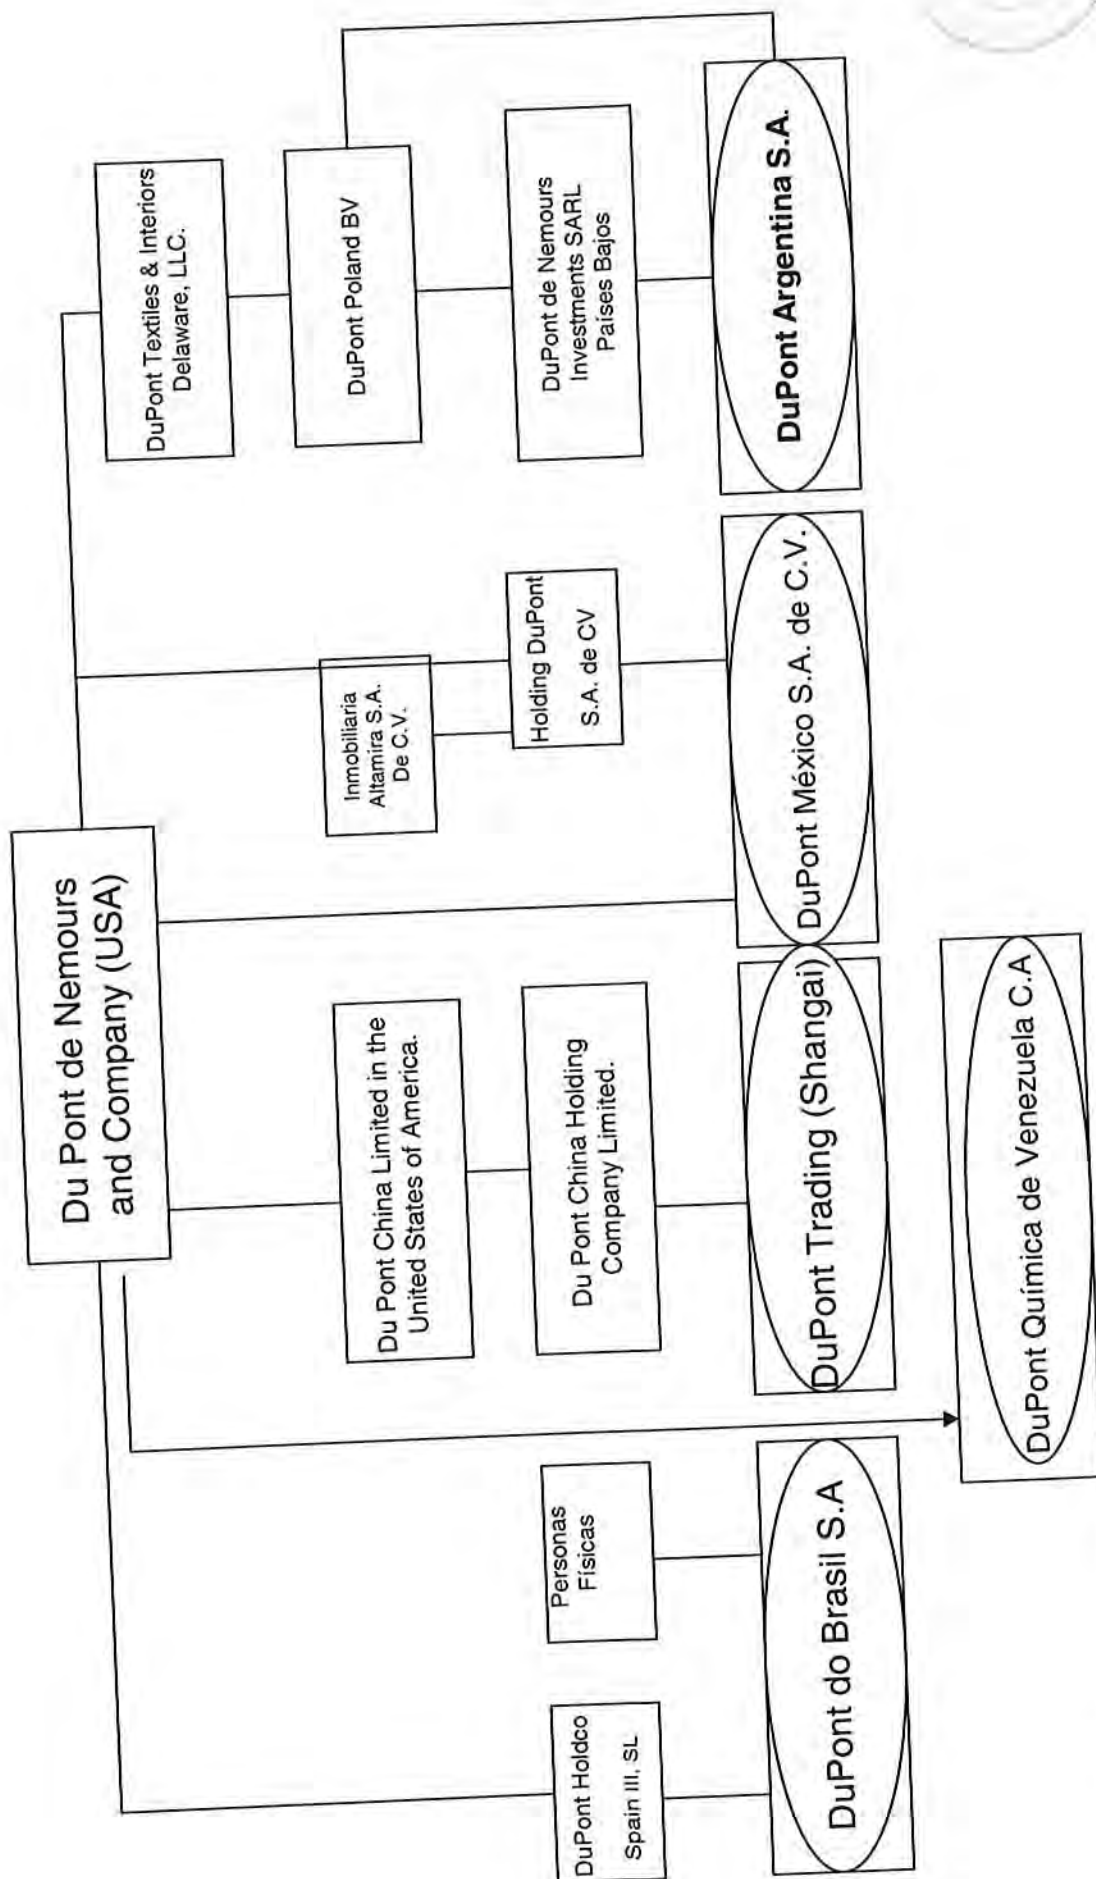 Du Pont de Nemours
and Company (USA)
DuPont Textiles & Interiors
Delaware, LLC.
DuPont Poland BV
DuPont de Nemours
Investments SARL
Países Bajos
DuPont Argentina S.A.
Inmobiliaria
Altamira S.A.
De C.V.
Holding DuPont
S.A. de CV
DuPont México S.A. de C.V.
Du Pont China Limited in the
United States of America.
Du Pont China Holding
Company Limited.
DuPont Trading (Shangai)
DuPont Química de Venezuela C.A
Personas
Físicas
DuPont Holdco
Spain III, SL
DuPont do Brasil S.A